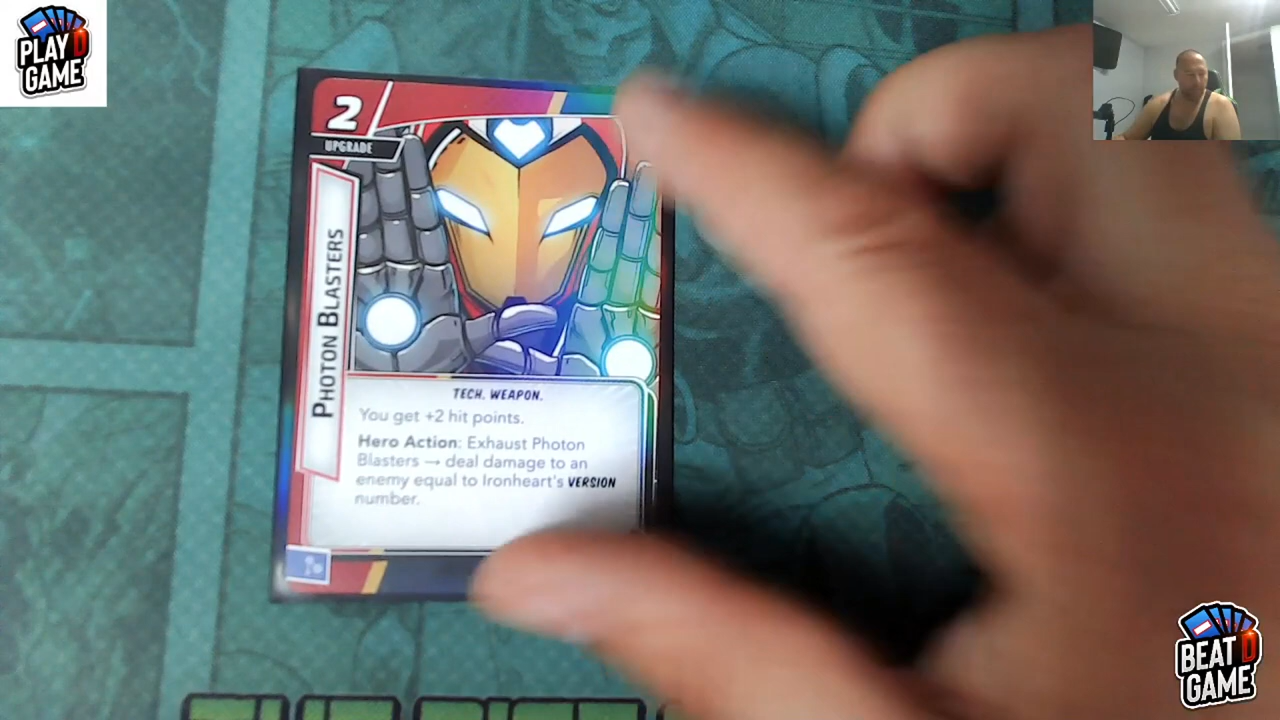 PLAY D
GAME
2
UPGRADE
PHOTON BLASTERS
TECH. WEAPON.
You get +2 hit points.
Hero Action: Exhaust Photon
Blasters → deal damage to an
enemy equal to Ironheart's VERSION
number.
BEAT D
GAME